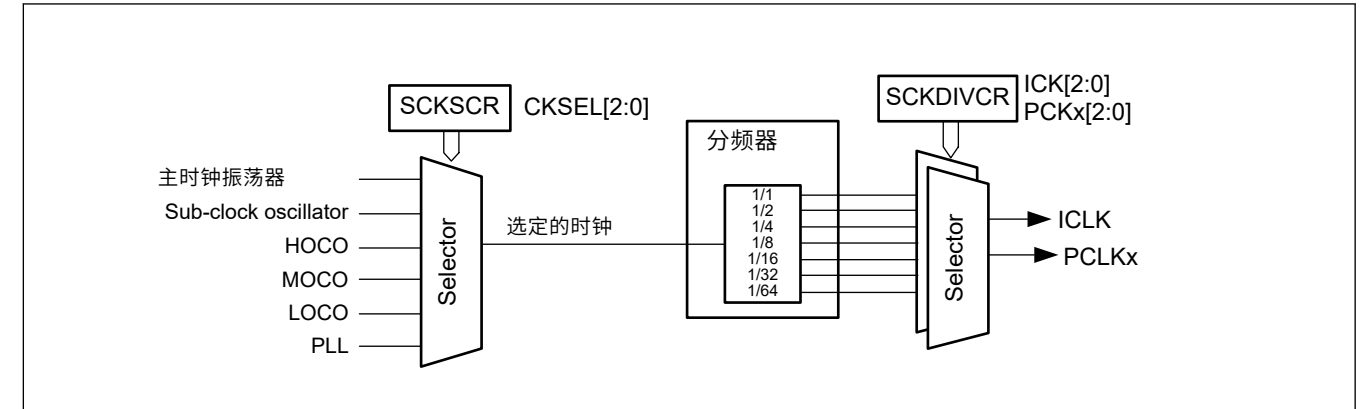 SCKSCR
CKSEL[2:0]
SCKDIVCR
ICK[2:0]
PCKx[2:0]
主时钟振荡器
Sub-clock oscillator
HOCO
MOCO
LOCO
PLL
Selector
选定的时钟
分频器
1/1
1/2
1/4
1/8
1/16
1/32
1/64
Selector
ICLK
PCLKx